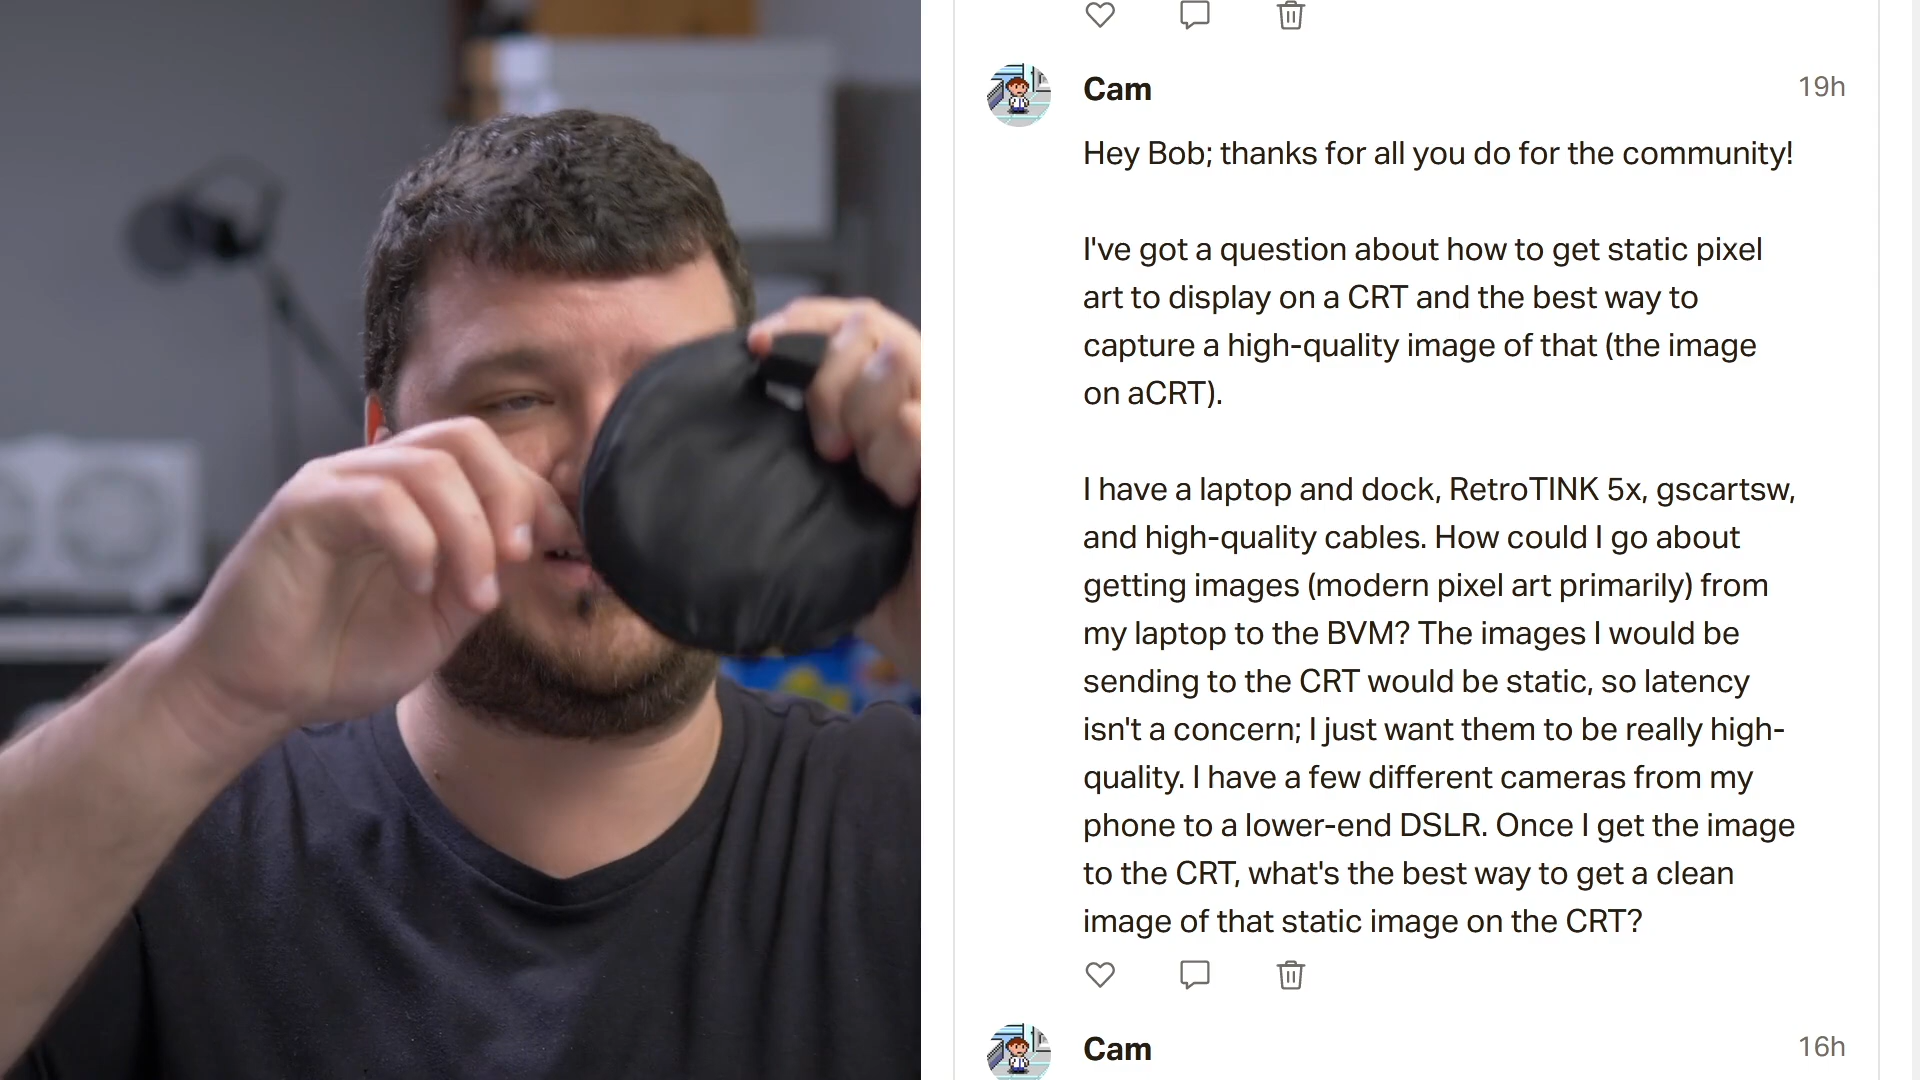 Cam
19h
Hey Bob; thanks for all you do for the community!
I've got a question about how to get static pixel
art to display on a CRT and the best way to
capture a high-quality image of that (the image
on aCRT).
I have a laptop and dock, RetroTINK 5x, gscartsw,
and high-quality cables. How could I go about
getting images (modern pixel art primarily) from
my laptop to the BVM? The images I would be
sending to the CRT would be static, so latency
isn't a concern; I just want them to be really high-
quality. I have a few different cameras from my
phone to a lower-end DSLR. Once I get the image
to the CRT, what's the best way to get a clean
image of that static image on the CRT?
Cam
16h